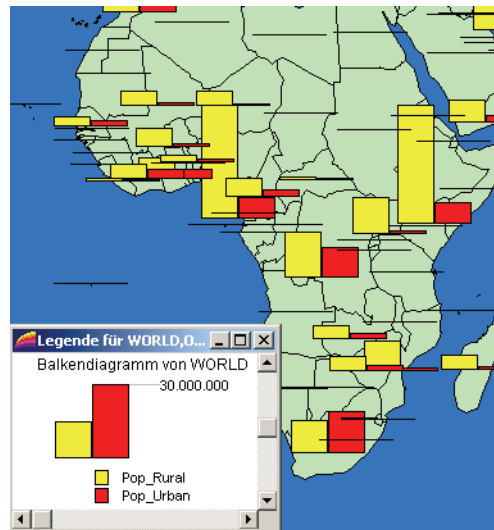 Legende für WORLD,O...
Balkendiagramm von WORLD
30.000.000
Pop_Rural
Pop_Urban